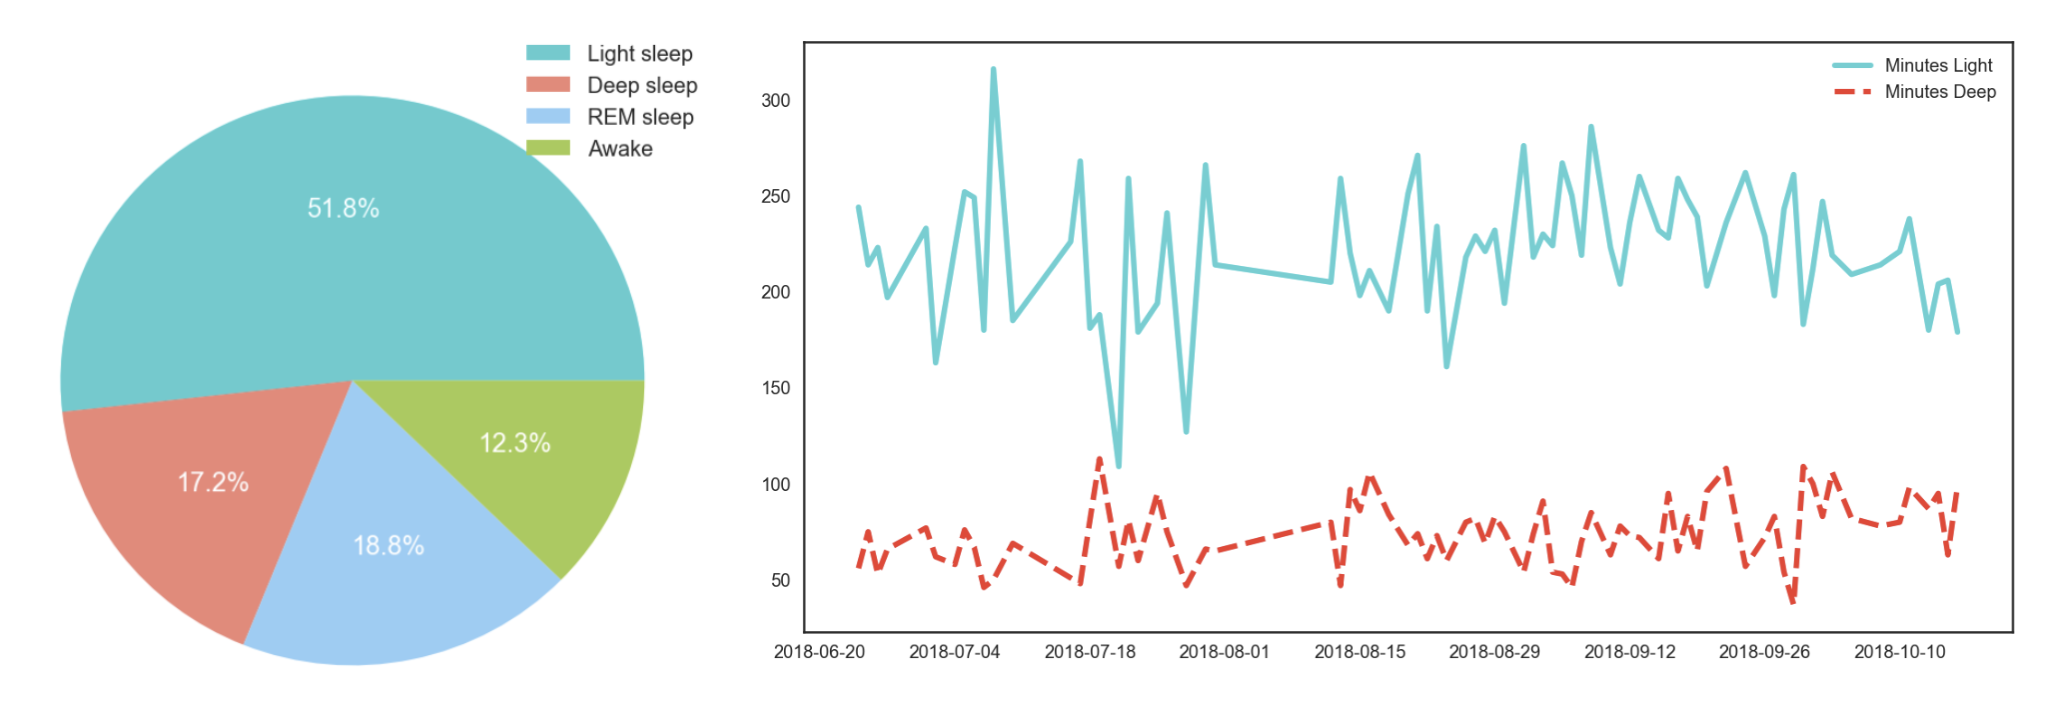 Light sleep
Deep sleep
REM sleep
Awake
51.8%
17.2%
18.8%
12.3%
Minutes Light
Minutes Deep
300
250
200
150
100
50
2018-06-20 2018-07-04 2018-07-18 2018-08-01 2018-08-15 2018-08-29 2018-09-12 2018-09-26 2018-10-10